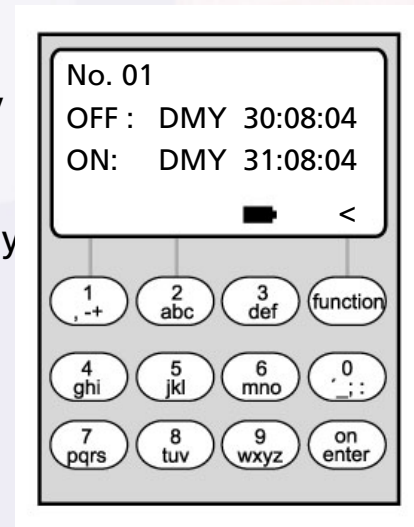 No. 01
OFF : DMY 30:08:04
ON: DMY 31:08:04
<
y
1 2 3 function
, -+ abc def
4 5 6 0
ghi jkl mno ´_; :
7 8 9 on
pqrs tuv wxyz enter